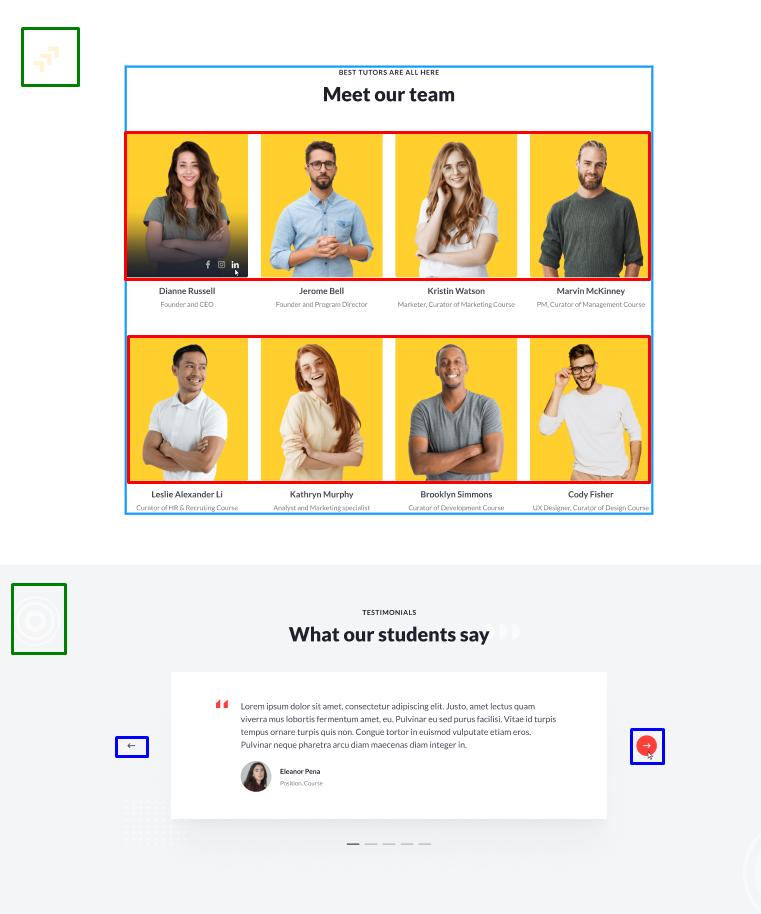 BEST TUTORS ARE ALL HERE
Meet our team
Dianne Russell
Founder and CEO
Jerome Bell
Founder and Program Director
Kristin Watson
Marketer, Curator of Marketing Course
Marvin McKinney
PM, Curator of Management Course
Leslie Alexander Li
Curator of HR & Recruting Course
Kathryn Murphy
Analyst and Marketing specialist
Brooklyn Simmons
Curator of Development Course
Cody Fisher
UX Designer, Curator of Design Course
TESTIMONIALS
What our students say
Lorem ipsum dolor sit amet, consectetur adipiscing elit. Justo, amet lectus quam
viverra mus lobortis fermentum amet, eu. Pulvinar eu sed purus facilisi. Vitae id turpis
tempus ornare turpis quis non. Congue tortor in euismod vulputate etiam eros.
Pulvinar neque pharetra arcu diam maecenas diam integer in.
Eleanor Pena
Position, Course